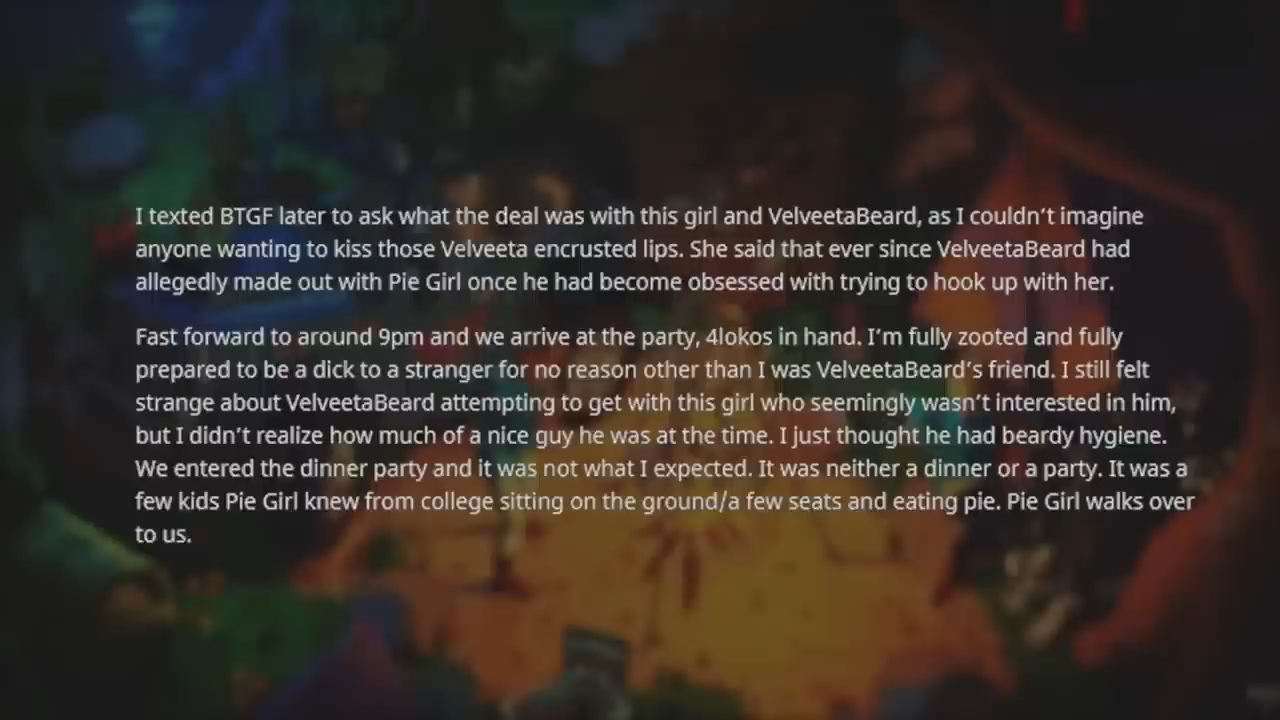 I texted BTGF later to ask what the deal was with this girl and VelveetaBeard, as I couldn't imagine
anyone wanting to kiss those Velveeta encrusted lips. She said that ever since VelveetaBeard had
allegedly made out with Pie Girl once he had become obsessed with trying to hook up with her.
Fast forward to around 9pm and we arrive at the party, 4lokos in hand. I'm fully zooted and fully
prepared to be a dick to a stranger for no reason other than I was VelveetaBeard's friend. I still felt
strange about VelveetaBeard attempting to get with this girl who seemingly wasn't interested in him,
but I didn't realize how much of a nice guy he was at the time. I just thought he had beardy hygiene.
We entered the dinner party and it was not what I expected. It was neither a dinner or a party. It was a
few kids Pie Girl knew from college sitting on the ground/a few seats and eating pie. Pie Girl walks over
to us.